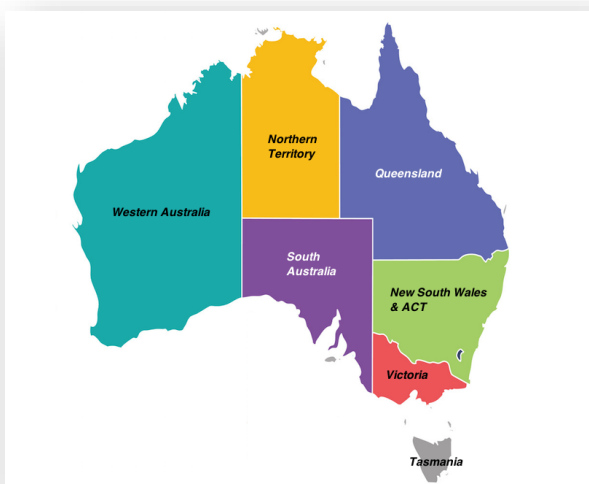 Northern
Territory
Queensland
Western Australia
South
Australia
New South Wales
& ACT
Victoria
Tasmania